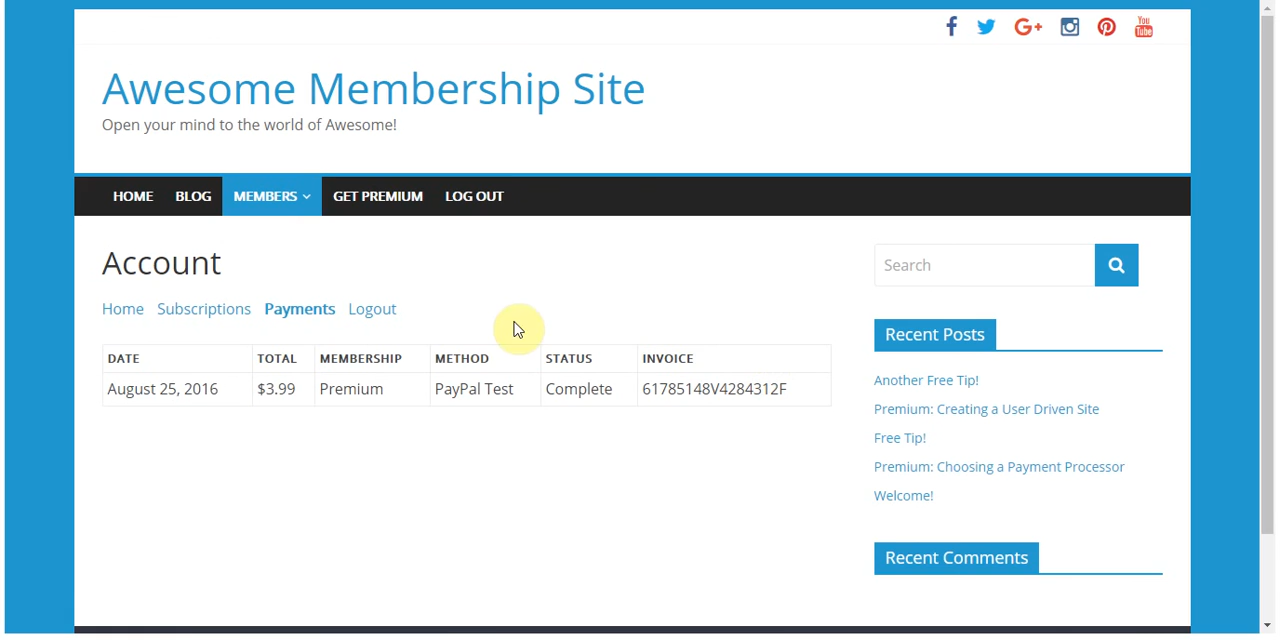 You
Tube
Awesome Membership Site
Open your mind to the world of Awesome!
HOME BLOG MEMBERS GET PREMIUM LOG OUT
Account
Home Subscriptions Payments Logout
DATE TOTAL MEMBERSHIP METHOD STATUS INVOICE
August 25, 2016 $3.99 Premium PayPal Test Complete 61785148V4284312F
Search
Recent Posts
Another Free Tip!
Premium: Creating a User Driven Site
Free Tip!
Premium: Choosing a Payment Processor
Welcome!
Recent Comments